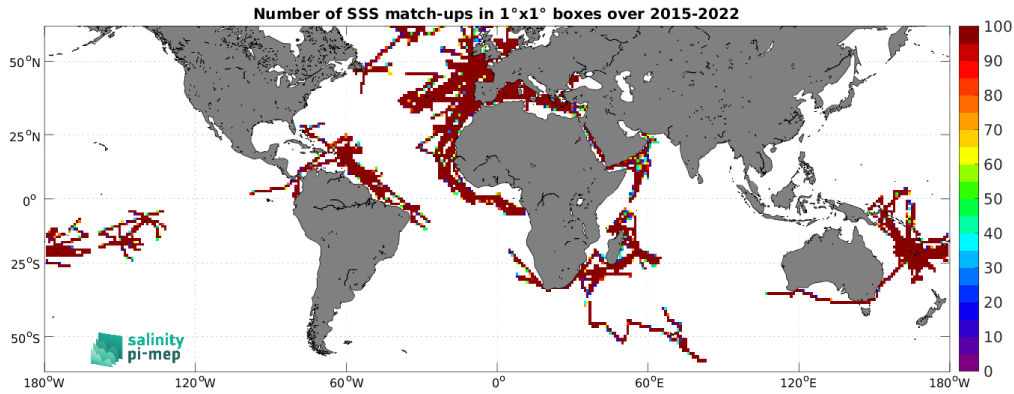 Number of SSS match-ups in 1°x1° boxes over 2015-2022
100
90
80
70
60
50
40
30
20
10
0
50°N
25°N
0°
25°S
50°S
salinity
pi-mep
180°W 120°W 60°W 0° 60°E 120°E 180°W